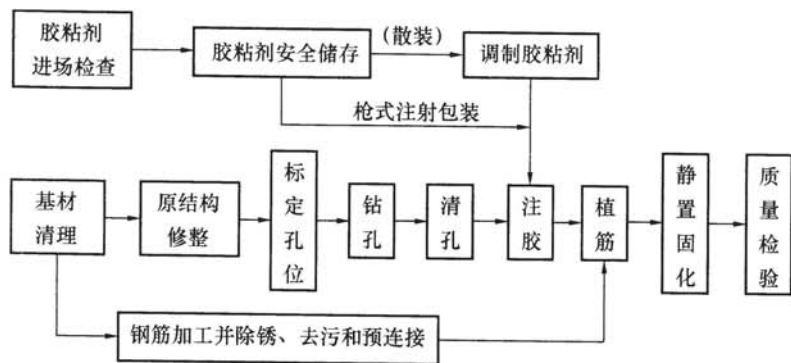 胶粘剂
进场检查
胶粘剂安全储存
(散装)
调制胶粘剂
枪式注射包装
基材
清理
原结构
修整
标定孔位
钻孔
清孔
注胶
植筋
静置固化
质量检验
钢筋加工并除锈、去污和预连接